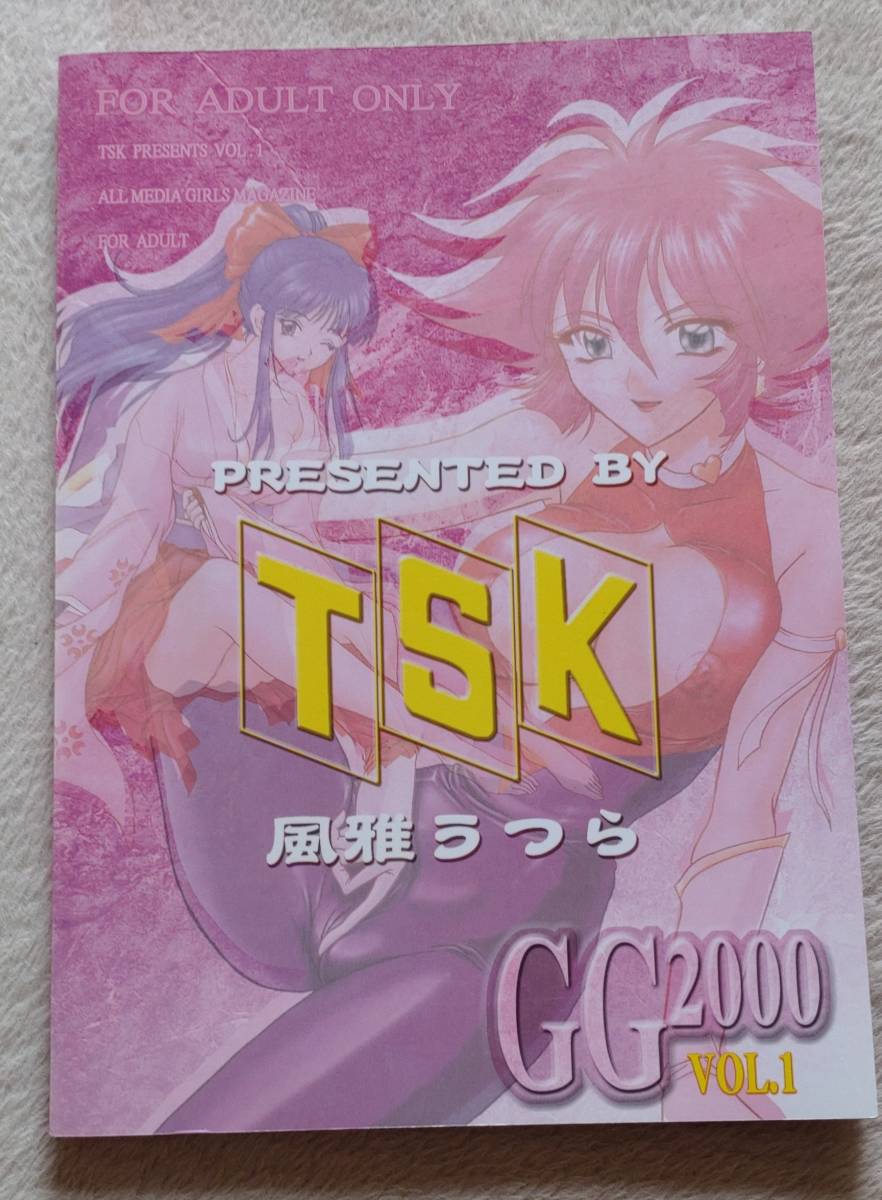 FOR ADULT ONLY
TSK PRESENTS VOL.1
ALL MEDIA GIRLS MAGAZINE
FOR ADULT
PRESENTED BY
TSK
風雅うつら
GG2000
VOL.1